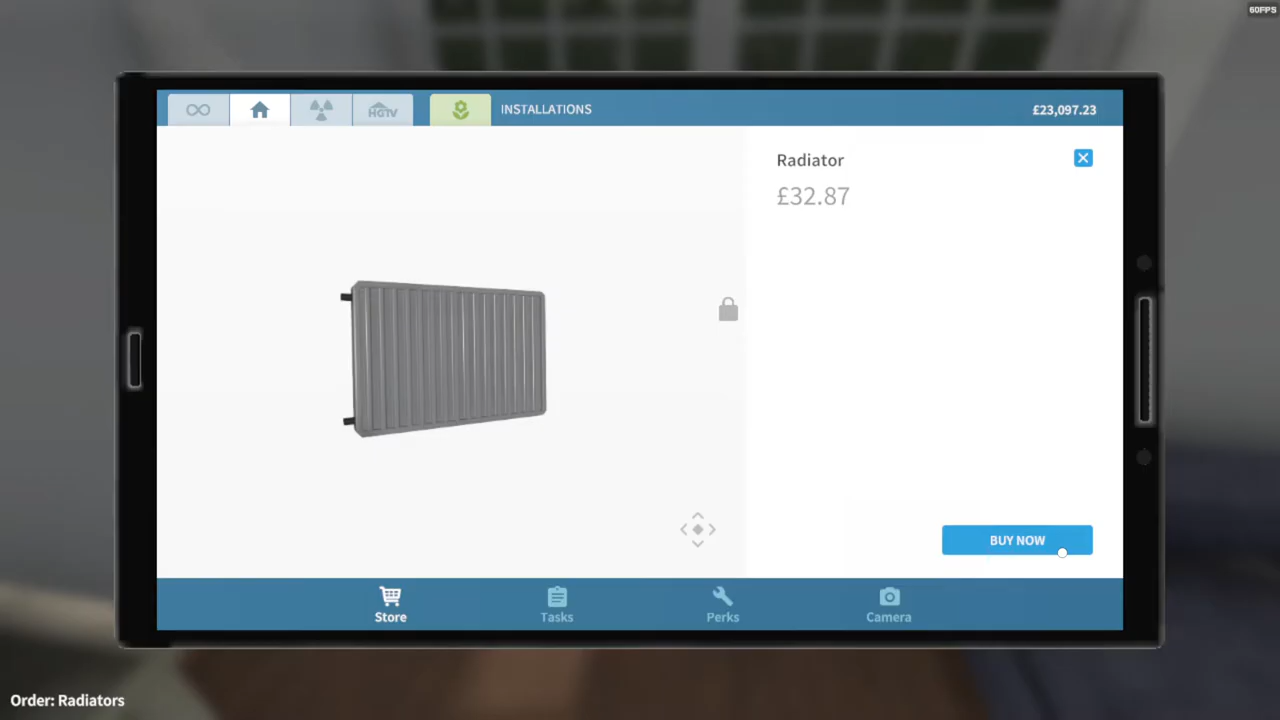 60FPS
HGTV
INSTALLATIONS
£23,097.23
Radiator
£32.87
BUY NOW
Store
Tasks
Perks
Camera
Order: Radiators